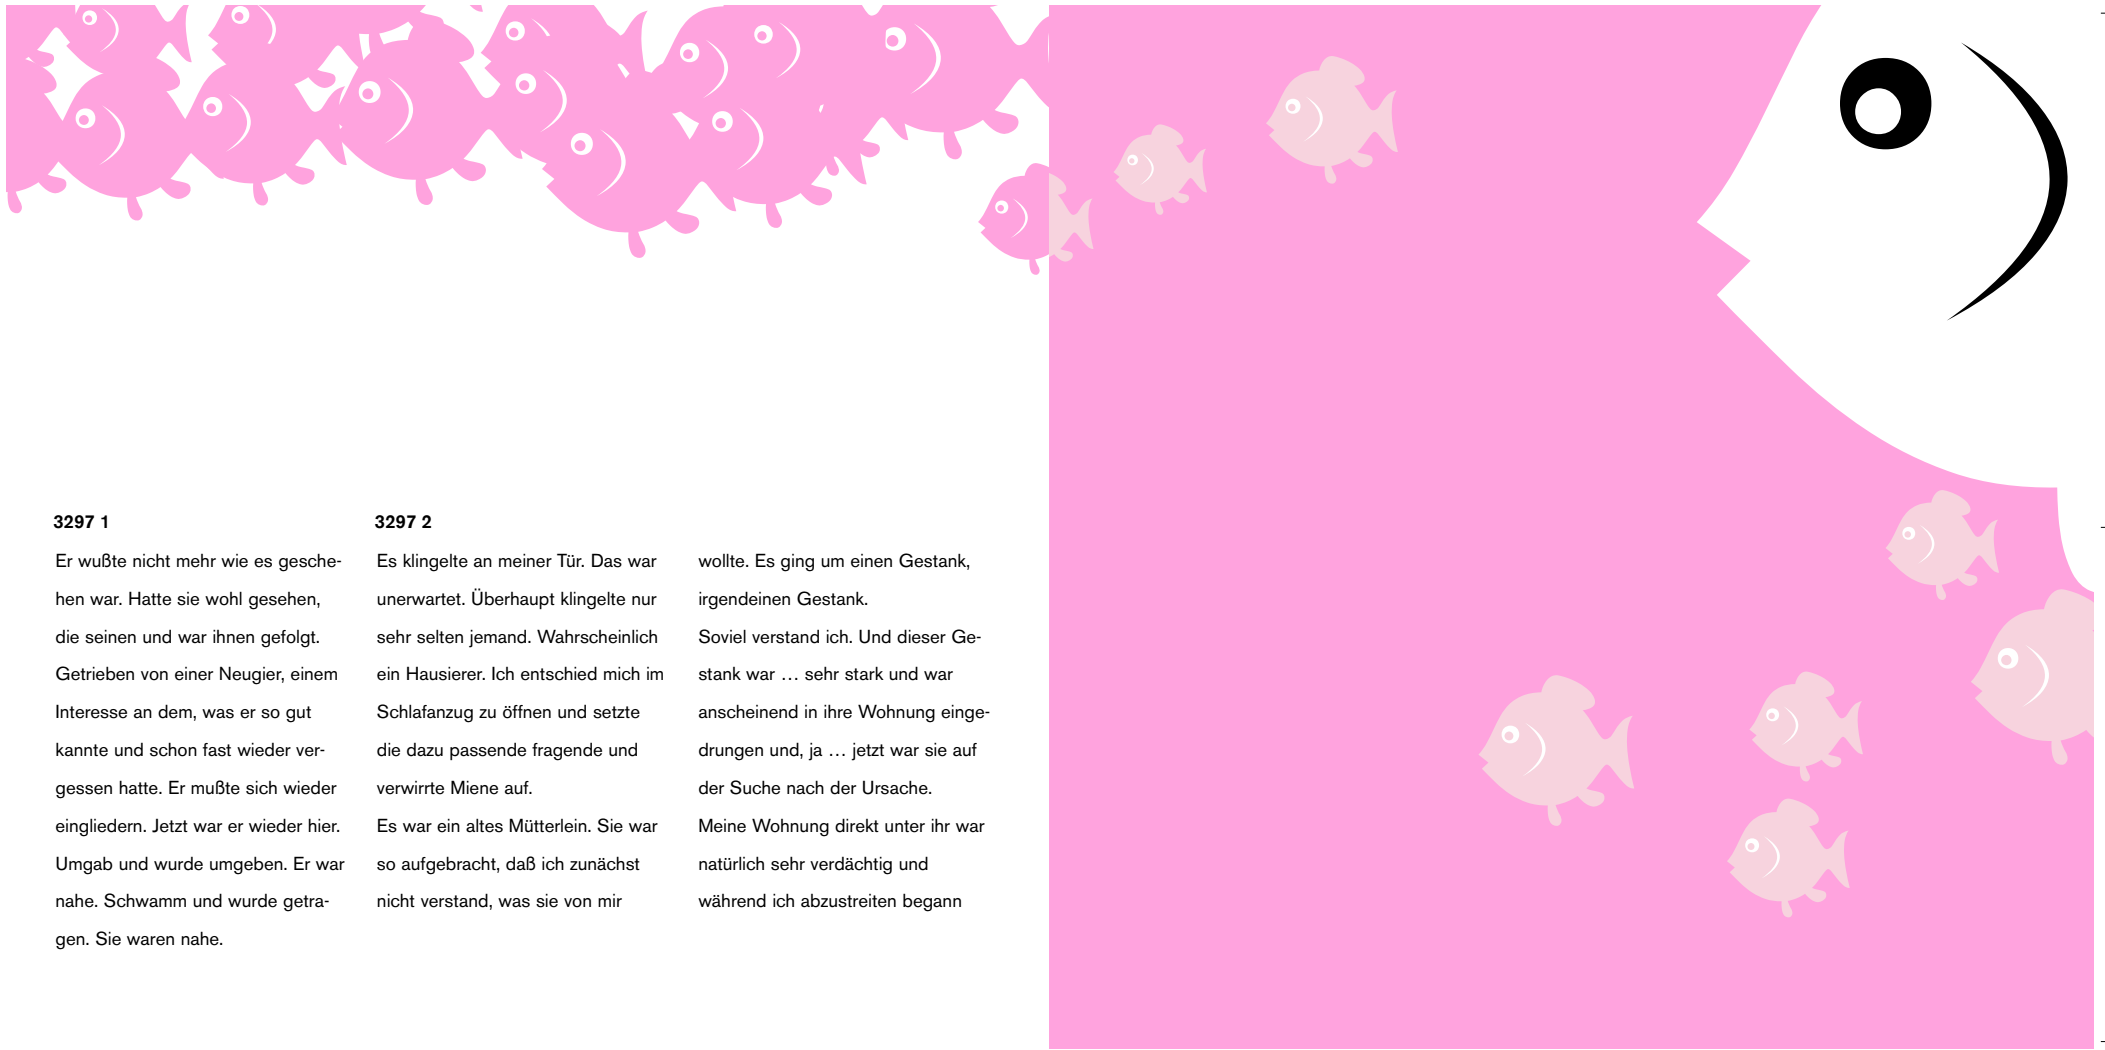 3297 1
Er wußte nicht mehr wie es gesche-
hen war. Hatte sie wohl gesehen,
die seinen und war ihnen gefolgt.
Getrieben von einer Neugier, einem
Interesse an dem, was er so gut
kannte und schon fast wieder ver-
gessen hatte. Er mußte sich wieder
eingliedern. Jetzt war er wieder hier.
Umgab und wurde umgeben. Er war
nahe. Schwamm und wurde getra-
gen. Sie waren nahe.
3297 2
Es klingelte an meiner Tür. Das war
unerwartet. Überhaupt klingelte nur
sehr selten jemand. Wahrscheinlich
ein Hausierer. Ich entschied mich im
Schlafanzug zu öffnen und setzte
die dazu passende fragende und
verwirrte Miene auf.
Es war ein altes Mütterlein. Sie war
so aufgebracht, daß ich zunächst
nicht verstand, was sie von mir
wollte. Es ging um einen Gestank,
irgendeinen Gestank.
Soviel verstand ich. Und dieser Ge-
stank war … sehr stark und war
anscheinend in ihre Wohnung einge-
drungen und, ja … jetzt war sie auf
der Suche nach der Ursache.
Meine Wohnung direkt unter ihr war
natürlich sehr verdächtig und
während ich abzustreiten begann